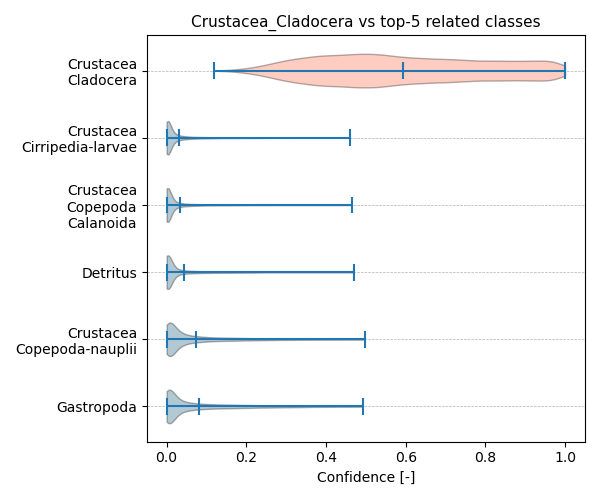 Crustacea_Cladocera vs top-5 related classes
Crustacea
Cladocera
Crustacea
Cirripedia-larvae
Crustacea
Copepoda
Calanoida
Detritus
Crustacea
Copepoda-nauplii
Gastropoda
0.0 0.2 0.4 0.6 0.8 1.0
Confidence [-]